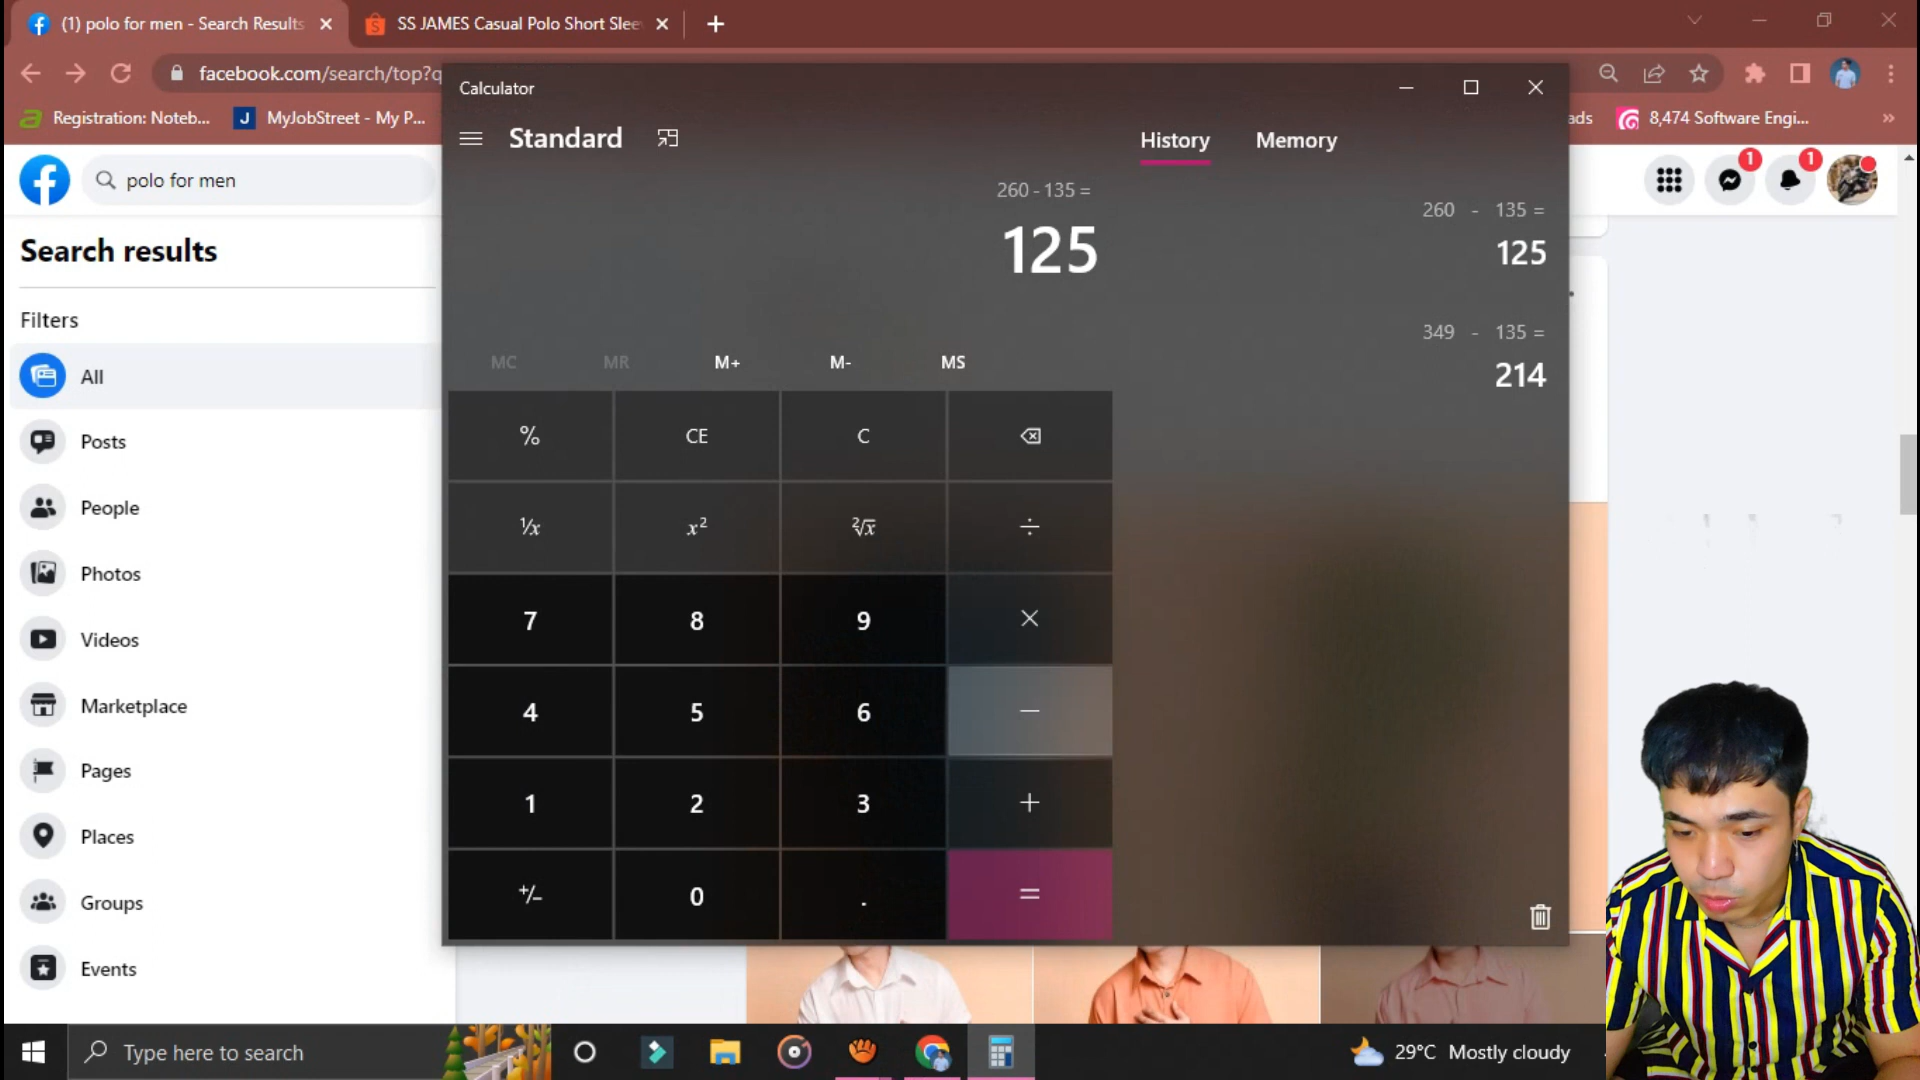 (1) polo for men - Search Results
SS JAMES Casual Polo Short Slee
facebook.com/search/top?q
Registration: Noteb...
MyJobStreet - My P...
ads
8,474 Software Engi...
»
Calculator
Standard
History
Memory
polo for men
1
1
260 - 135 =
125
260 - 135 =
125
349 - 135 =
214
Search results
Filters
All
Posts
People
Photos
Videos
Marketplace
Pages
Places
Groups
Events
MC MR M+ M- MS
% CE C
¹/x x² ²√x ÷
7 8 9 ×
4 5 6 −
1 2 3 +
+/− 0 . =
Type here to search
29°C Mostly cloudy